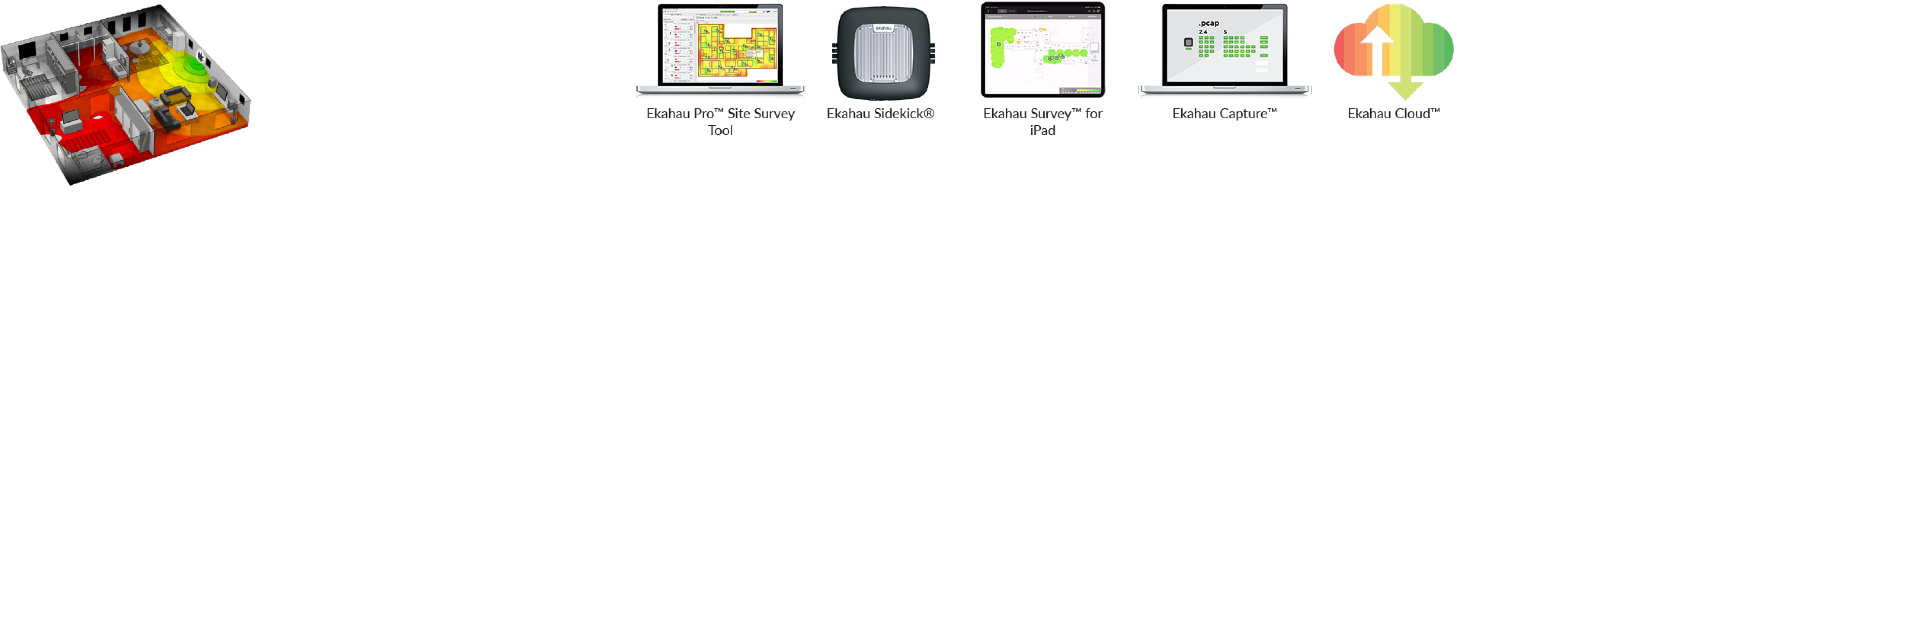 ekahau
.pcap
2.4 5
Ekahau Pro™ Site Survey
Tool
Ekahau Sidekick®
Ekahau Survey™ for
iPad
Ekahau Capture™
Ekahau Cloud™